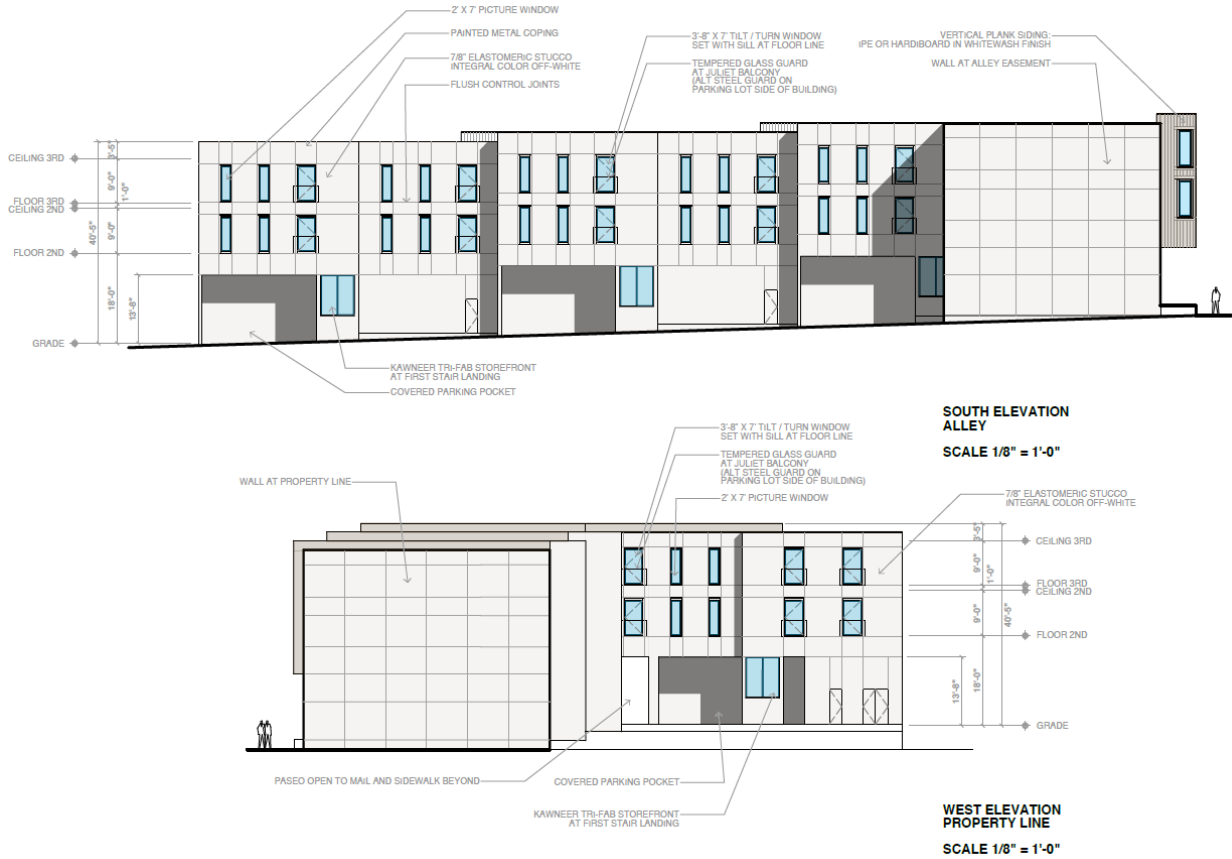 2' X 7' PICTURE WINDOW
PAINTED METAL COPING
7/8" ELASTOMERIC STUCCO
INTEGRAL COLOR OFF-WHITE
FLUSH CONTROL JOINTS
3'-8" X 7' TILT / TURN WINDOW
SET WITH SILL AT FLOOR LINE
TEMPERED GLASS GUARD
AT JULIET BALCONY
(ALT STEEL GUARD ON
PARKING LOT SIDE OF BUILDING)
VERTICAL PLANK SIDING:
IPE OR HARDIBOARD IN WHITEWASH FINISH
WALL AT ALLEY EASEMENT
CEILING 3RD
FLOOR 3RD
CEILING 2ND
FLOOR 2ND
GRADE
3'-5"
9'-0"
1'-0"
9'-0"
40'-5"
18'-0"
13'-8"
KAWNEER TRI-FAB STOREFRONT
AT FIRST STAIR LANDING
COVERED PARKING POCKET
SOUTH ELEVATION
ALLEY
SCALE 1/8" = 1'-0"
3'-8" X 7' TILT / TURN WINDOW
SET WITH SILL AT FLOOR LINE
TEMPERED GLASS GUARD
AT JULIET BALCONY
(ALT STEEL GUARD ON
PARKING LOT SIDE OF BUILDING)
2' X 7' PICTURE WINDOW
WALL AT PROPERTY LINE
7/8" ELASTOMERIC STUCCO
INTEGRAL COLOR OFF-WHITE
3'-5"
9'-0"
1'-0"
9'-0"
40'-5"
18'-0"
13'-8"
CEILING 3RD
FLOOR 3RD
CEILING 2ND
FLOOR 2ND
GRADE
PASEO OPEN TO MAIL AND SIDEWALK BEYOND
COVERED PARKING POCKET
KAWNEER TRI-FAB STOREFRONT
AT FIRST STAIR LANDING
WEST ELEVATION
PROPERTY LINE
SCALE 1/8" = 1'-0"